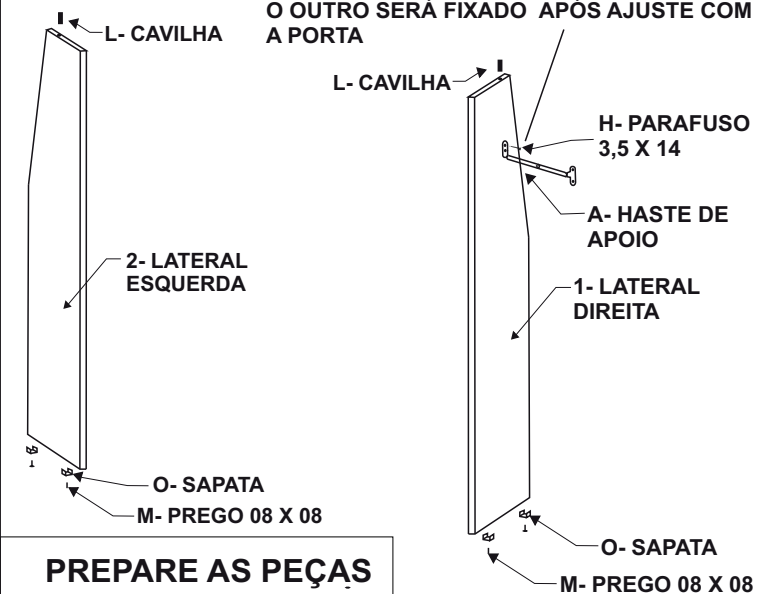 O OUTRO SERÁ FIXADO APÓS AJUSTE COM
A PORTA
L- CAVILHA
L- CAVILHA
H- PARAFUSO
3,5 X 14
A- HASTE DE
APOIO
2- LATERAL
ESQUERDA
1- LATERAL
DIREITA
O- SAPATA
M- PREGO 08 X 08
O- SAPATA
M- PREGO 08 X 08
PREPARE AS PEÇAS